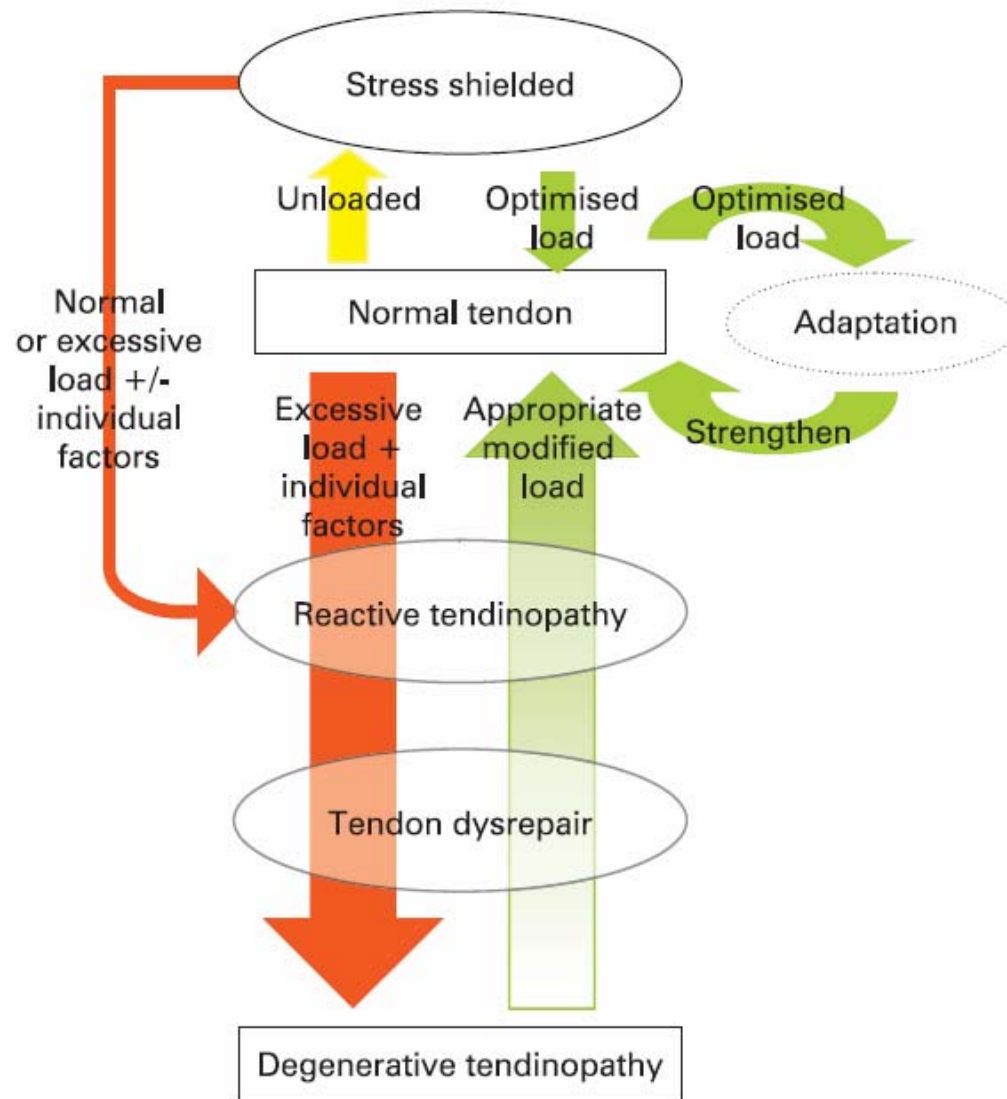 Stress shielded
Unloaded
Optimised
load
Optimised
load
Normal
or excessive
load +/-
individual
factors
Normal tendon
Adaptation
Excessive
load +
individual
factors
Appropriate
modified
load
Strengthen
Reactive tendinopathy
Tendon dysrepair
Degenerative tendinopathy